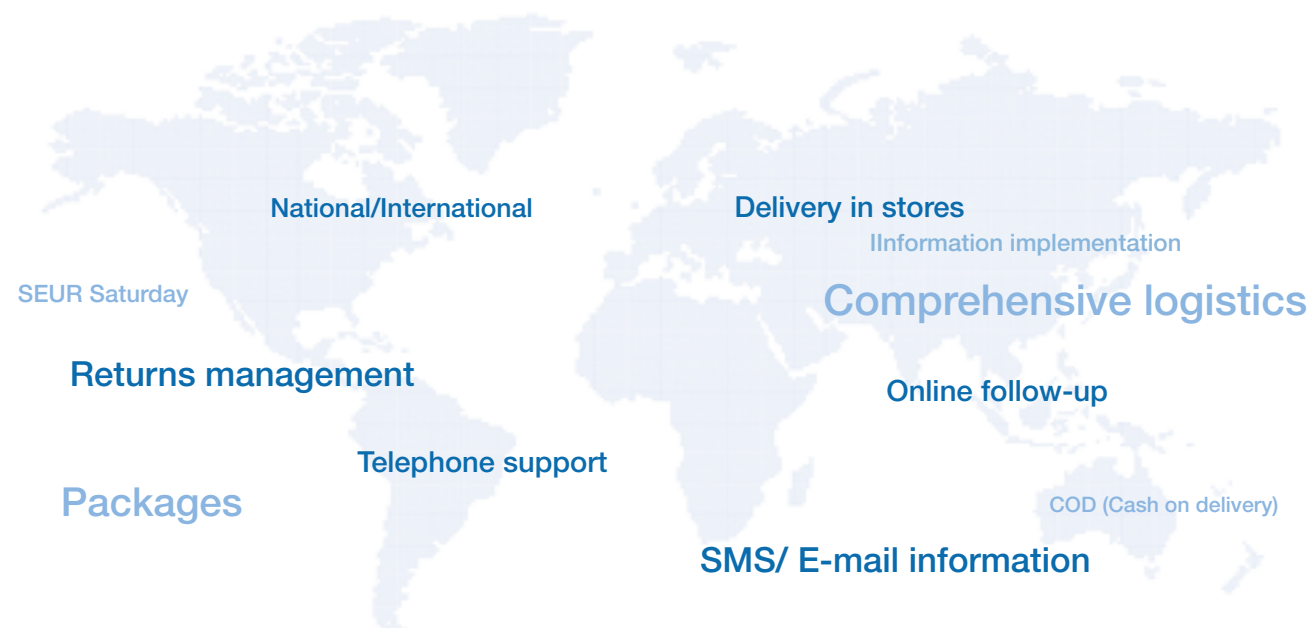 National/International
Delivery in stores
IInformation implementation
SEUR Saturday
Comprehensive logistics
Returns management
Online follow-up
Telephone support
Packages
COD (Cash on delivery)
SMS/ E-mail information